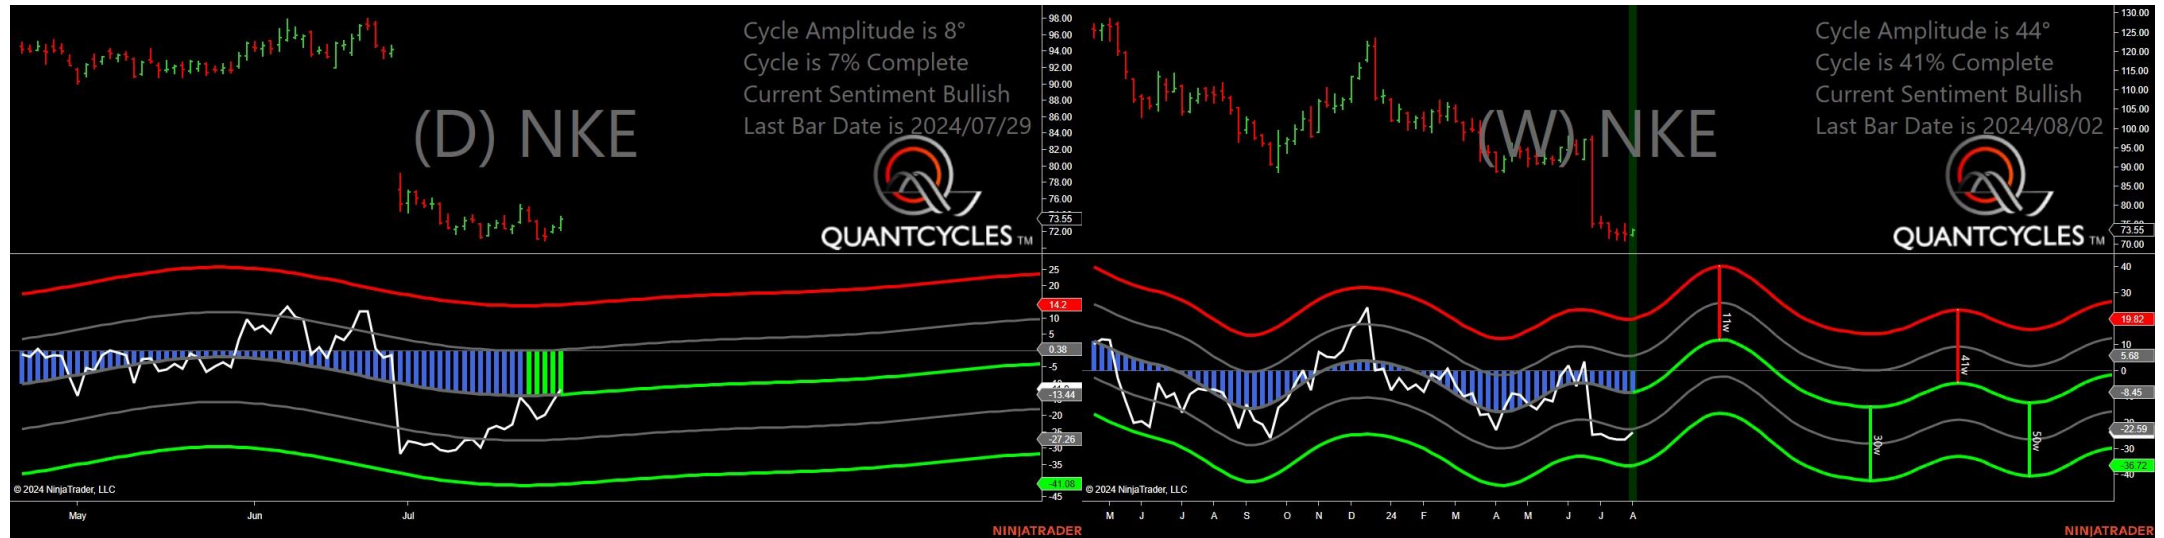 Cycle Amplitude is 8°
Cycle is 7% Complete
Current Sentiment Bullish
Last Bar Date is 2024/07/29
(D) NKE
QUANTCYCLES TM
98.00
96.00
94.00
92.00
90.00
88.00
86.00
84.00
82.00
80.00
78.00
76.00
73.55
72.00
25
20
14.2
10
5
0.38
-5
-13.44
-20
-27.26
-30
-35
-41.08
-45
© 2024 NinjaTrader, LLC
May
Jun
Jul
NINJATRADER
Cycle Amplitude is 44°
Cycle is 41% Complete
Current Sentiment Bullish
Last Bar Date is 2024/08/02
(W) NKE
QUANTCYCLES TM
130.00
125.00
120.00
115.00
110.00
105.00
100.00
95.00
90.00
85.00
80.00
73.55
70.00
11w
30w
41w
50w
40
30
19.82
10
5.68
0
-8.45
-22.59
-30
-36.72
-40
© 2024 NinjaTrader, LLC
M J J A S O N D 24 F M A M J J A
NINJATRADER